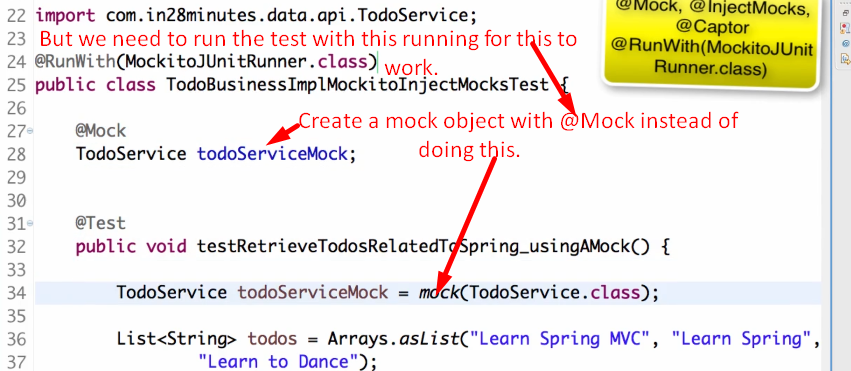 22 import com.in28minutes.data.api.TodoService;
23 But we need to run the test with this running for this to
24 @RunWith(MockitoJUnitRunner.class) work.
25 public class TodoBusinessImplMockitoInjectMocksTest {
26
27 @Mock Create a mock object with @Mock instead of
28 TodoService todoServiceMock; doing this.
29
30
31 @Test
32 public void testRetrieveTodosRelatedToSpring_usingAMock() {
33
34 TodoService todoServiceMock = mock(TodoService.class);
35
36 List<String> todos = Arrays.asList("Learn Spring MVC", "Learn Spring",
37 "Learn to Dance");
@Mock, @InjectMocks,
@Captor
@RunWith(MockitoJUnit
Runner.class)